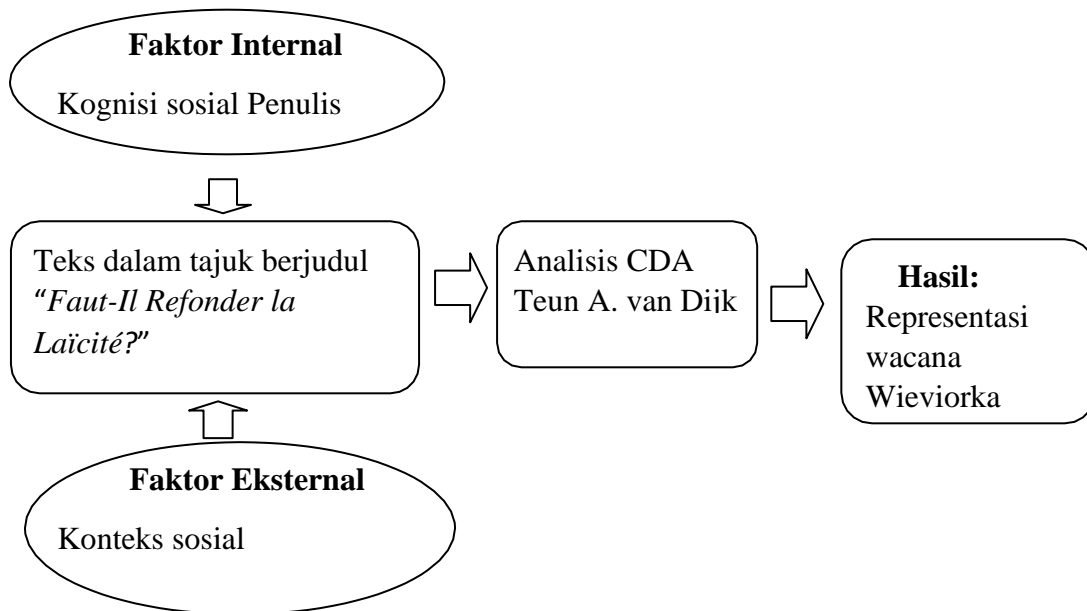 Faktor Internal
Kognisi sosial Penulis
Teks dalam tajuk berjudul
“Faut-Il Refonder la
Laïcité?”
Analisis CDA
Teun A. van Dijk
Hasil:
Representasi
wacana
Wieviorka
Faktor Eksternal
Konteks sosial